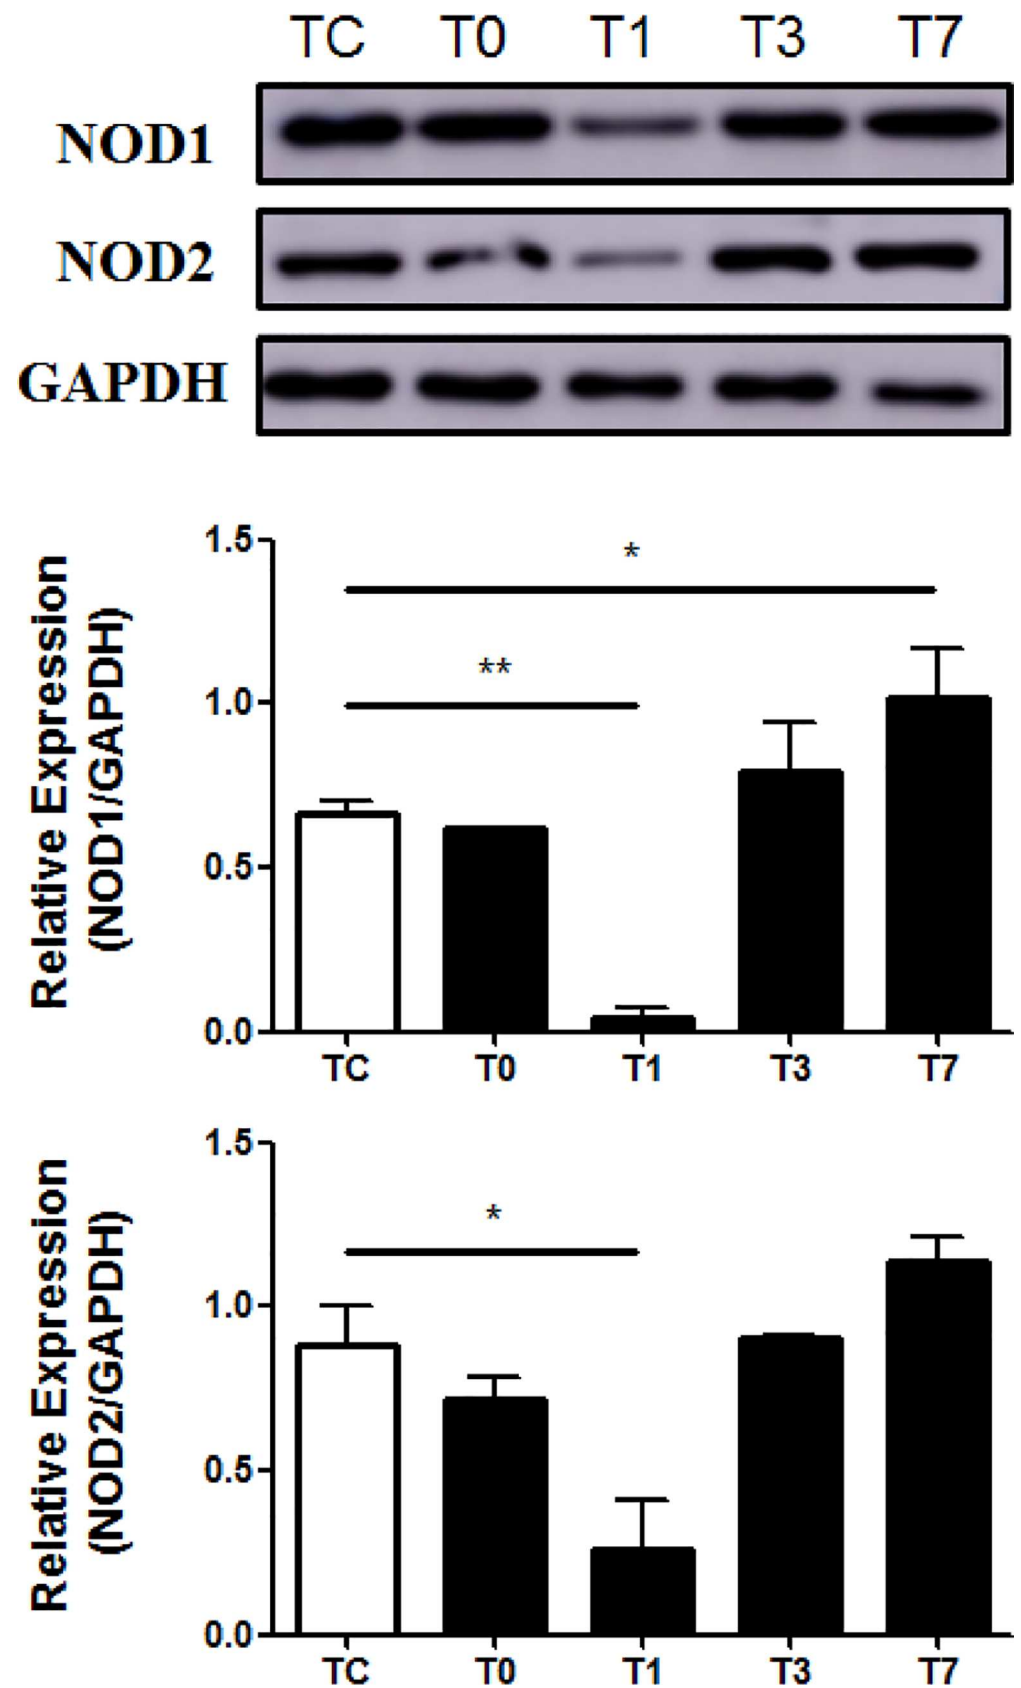 TC T0 T1 T3 T7
NOD1
NOD2
GAPDH
Relative Expression
(NOD1/GAPDH)
1.5
1.0
0.5
0.0
*
**
TC T0 T1 T3 T7
Relative Expression
(NOD2/GAPDH)
1.5
1.0
0.5
0.0
*
TC T0 T1 T3 T7